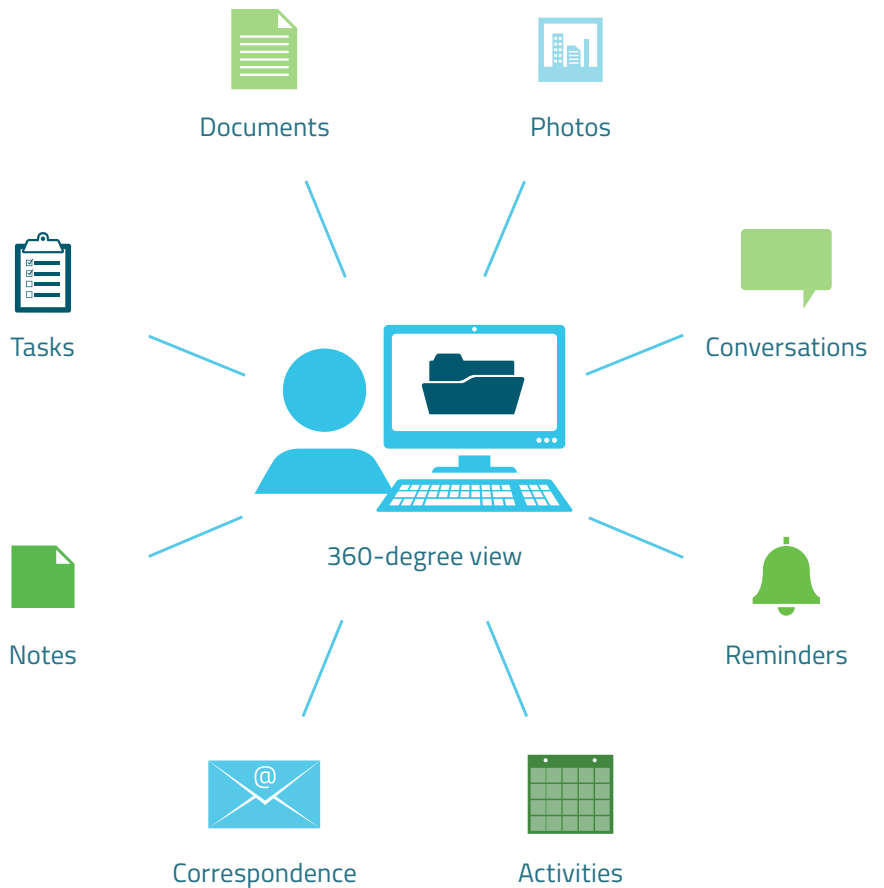 Documents
Photos
Tasks
Conversations
360-degree view
Notes
Reminders
@
Correspondence
Activities